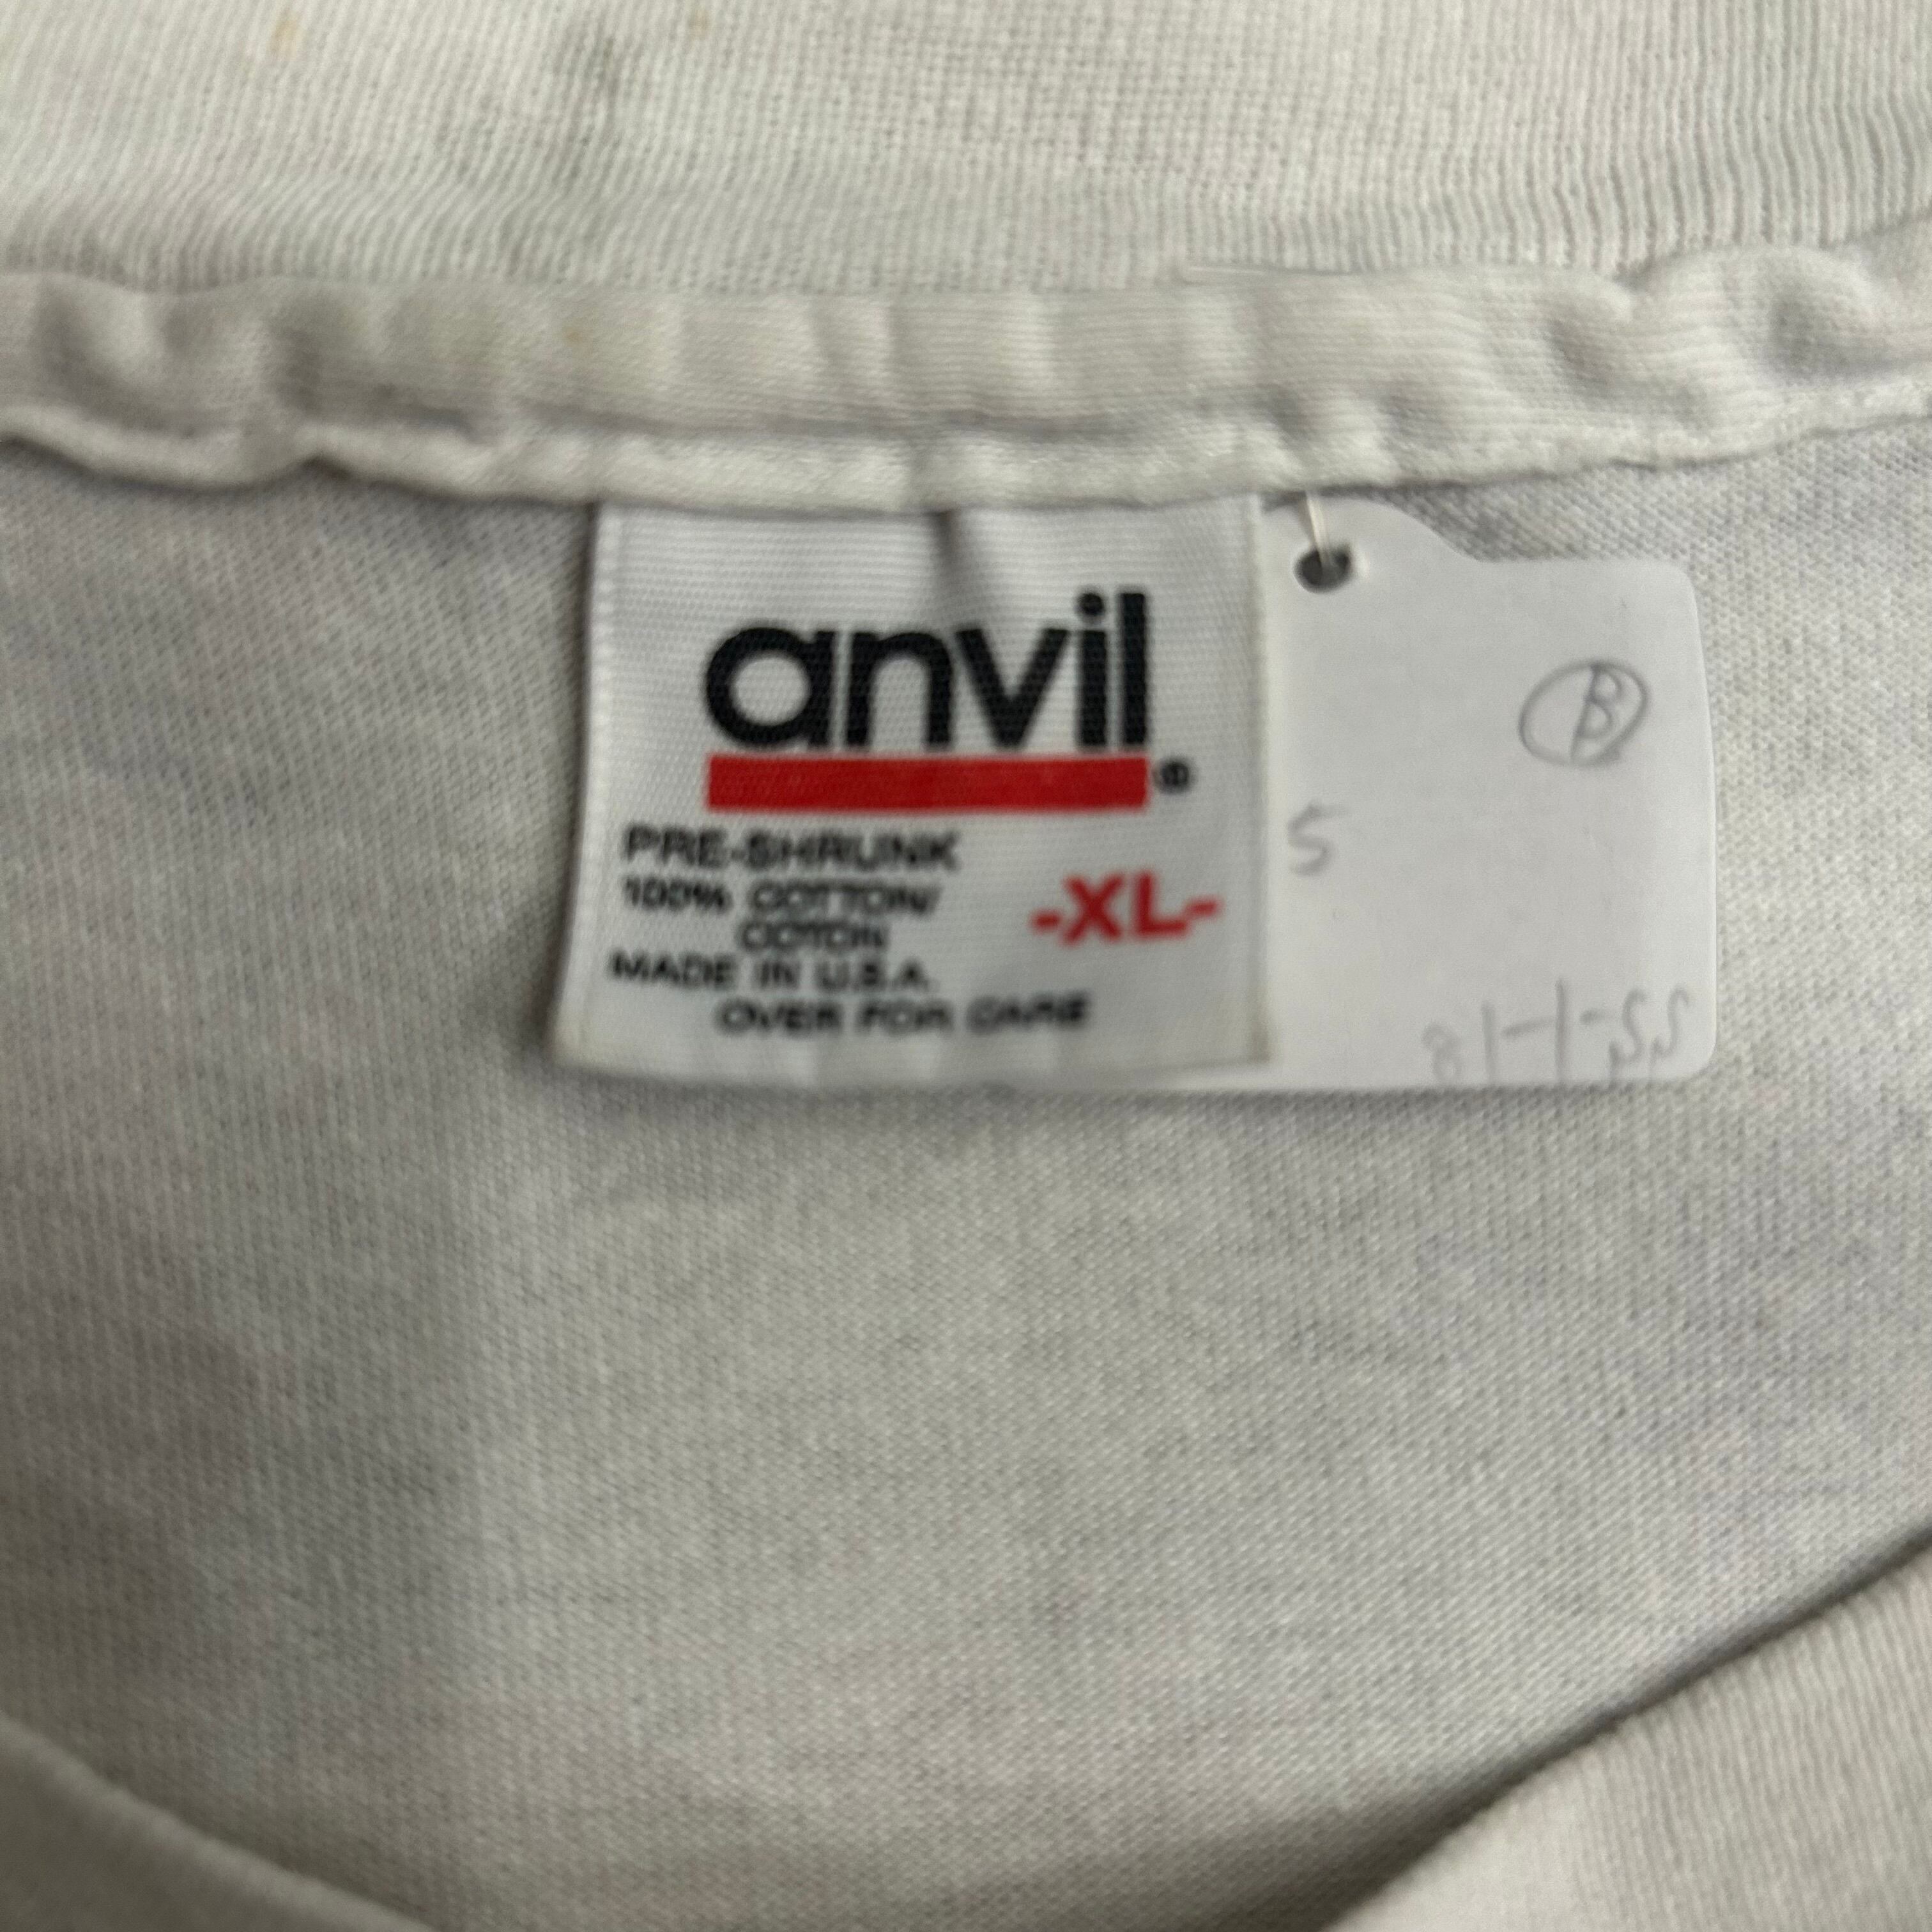 anvil®
PRE-SHRUNK
100% COTTON/
COTON
-XL-
MADE IN U.S.A.
OVER FOR CARE
B
5